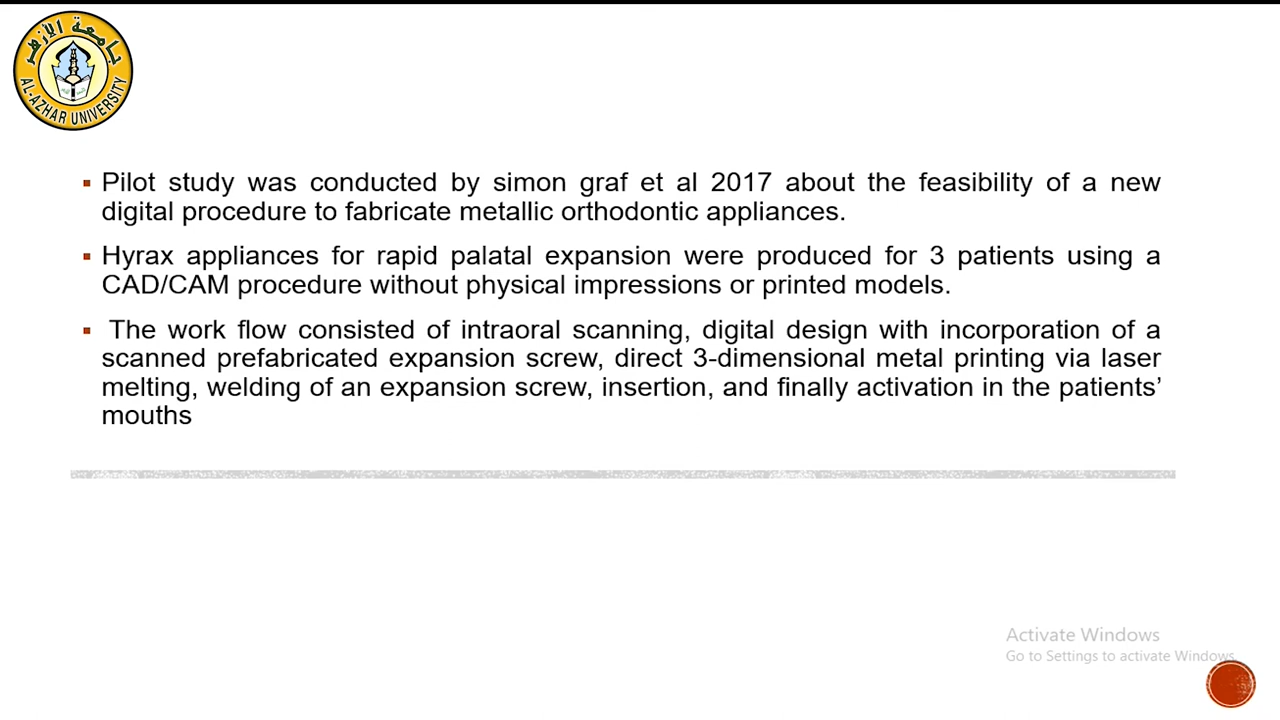 جامعة الأزهر
AL-AZHAR UNIVERSITY
▪ Pilot study was conducted by simon graf et al 2017 about the feasibility of a new
digital procedure to fabricate metallic orthodontic appliances.
▪ Hyrax appliances for rapid palatal expansion were produced for 3 patients using a
CAD/CAM procedure without physical impressions or printed models.
▪ The work flow consisted of intraoral scanning, digital design with incorporation of a
scanned prefabricated expansion screw, direct 3-dimensional metal printing via laser
melting, welding of an expansion screw, insertion, and finally activation in the patients’
mouths
Activate Windows
Go to Settings to activate Windows.